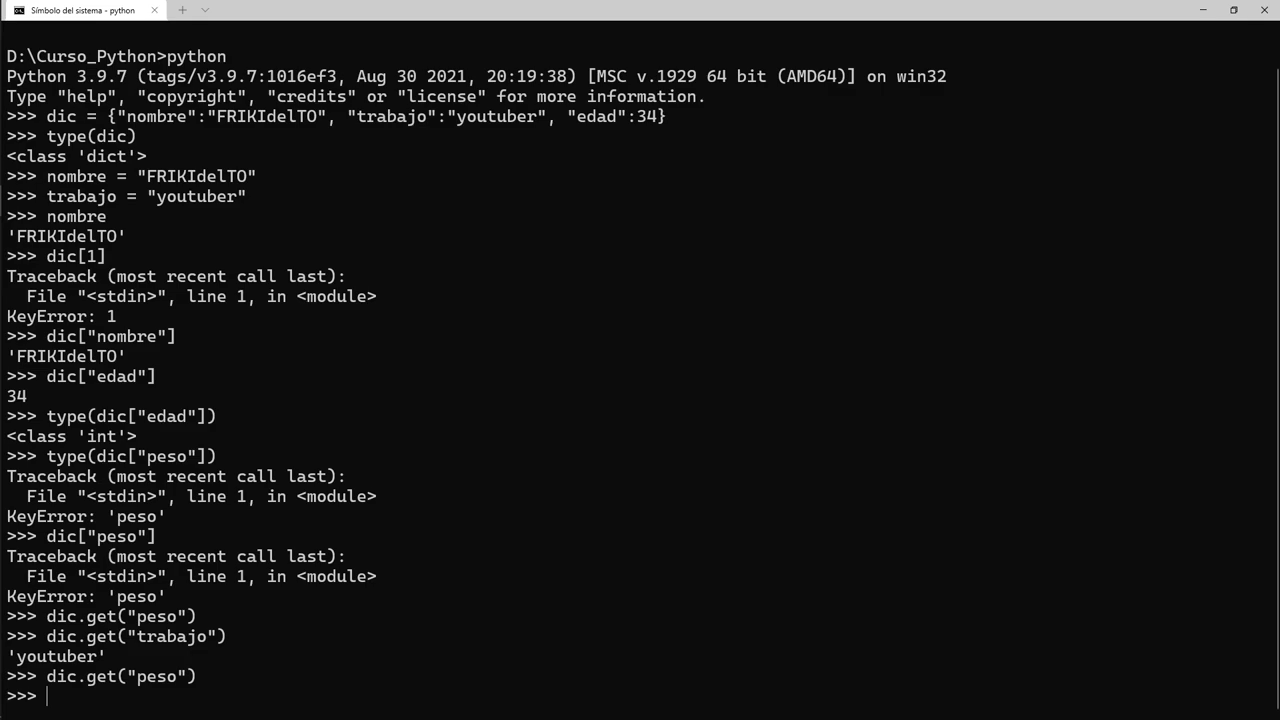 Símbolo del sistema - python
D:\Curso_Python>python
Python 3.9.7 (tags/v3.9.7:1016ef3, Aug 30 2021, 20:19:38) [MSC v.1929 64 bit (AMD64)] on win32
Type "help", "copyright", "credits" or "license" for more information.
>>> dic = {"nombre":"FRIKIdelTO", "trabajo":"youtuber", "edad":34}
>>> type(dic)
<class 'dict'>
>>> nombre = "FRIKIdelTO"
>>> trabajo = "youtuber"
>>> nombre
'FRIKIdelTO'
>>> dic[1]
Traceback (most recent call last):
  File "<stdin>", line 1, in <module>
KeyError: 1
>>> dic["nombre"]
'FRIKIdelTO'
>>> dic["edad"]
34
>>> type(dic["edad"])
<class 'int'>
>>> type(dic["peso"])
Traceback (most recent call last):
  File "<stdin>", line 1, in <module>
KeyError: 'peso'
>>> dic["peso"]
Traceback (most recent call last):
  File "<stdin>", line 1, in <module>
KeyError: 'peso'
>>> dic.get("peso")
>>> dic.get("trabajo")
'youtuber'
>>> dic.get("peso")
>>>